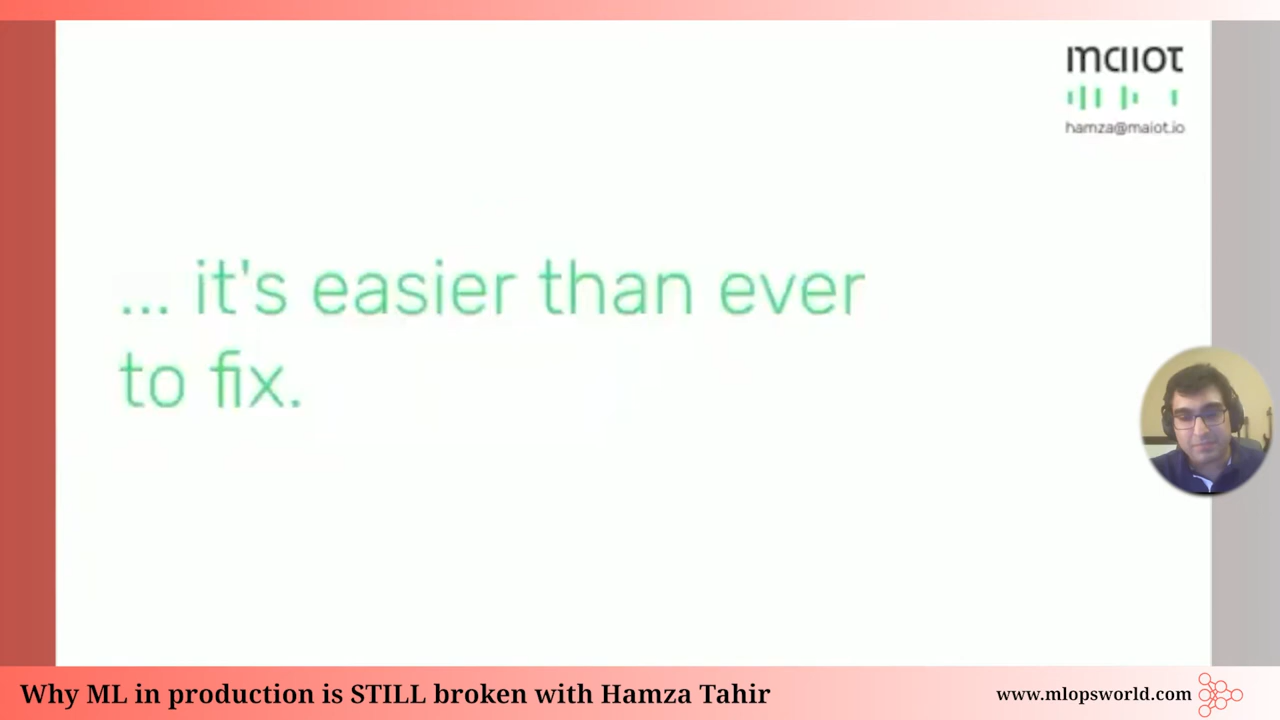 maiot
hamza@maiot.io
... it's easier than ever
to fix.
Why ML in production is STILL broken with Hamza Tahir
www.mlopsworld.com